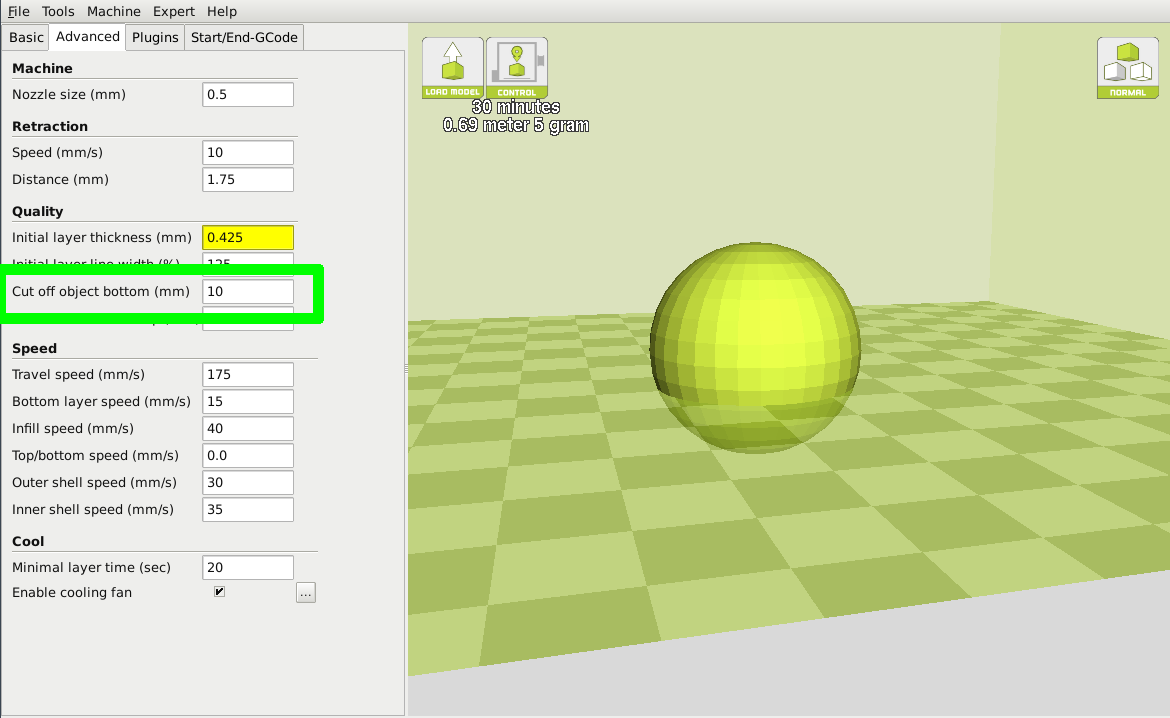 File Tools Machine Expert Help
Basic Advanced Plugins Start/End-GCode
Machine
Nozzle size (mm) 0.5
Retraction
Speed (mm/s) 10
Distance (mm) 1.75
Quality
Initial layer thickness (mm) 0.425
Initial layer line width (%) 125
Cut off object bottom (mm) 10
Speed
Travel speed (mm/s) 175
Bottom layer speed (mm/s) 15
Infill speed (mm/s) 40
Top/bottom speed (mm/s) 0.0
Outer shell speed (mm/s) 30
Inner shell speed (mm/s) 35
Cool
Minimal layer time (sec) 20
Enable cooling fan ...
LOAD MODEL CONTROL
30 minutes
0.69 meter 5 gram
NORMAL